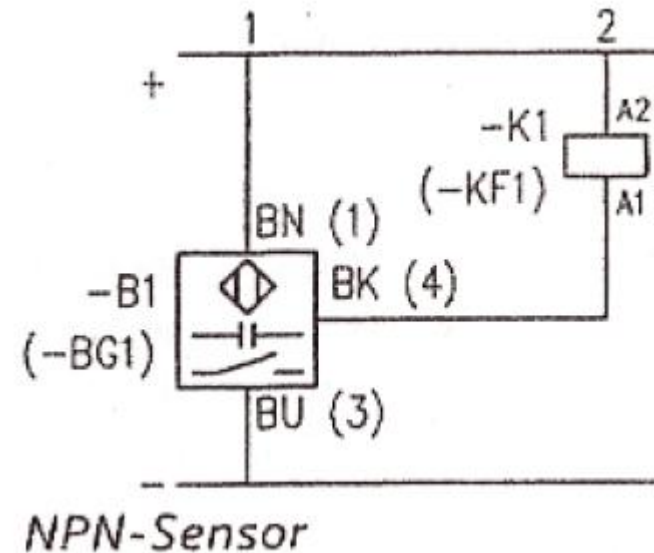 1 2
+
-K1 A2
(-KF1) A1
BN (1)
-B1 BK (4)
(-BG1)
BU (3)
-
NPN-Sensor